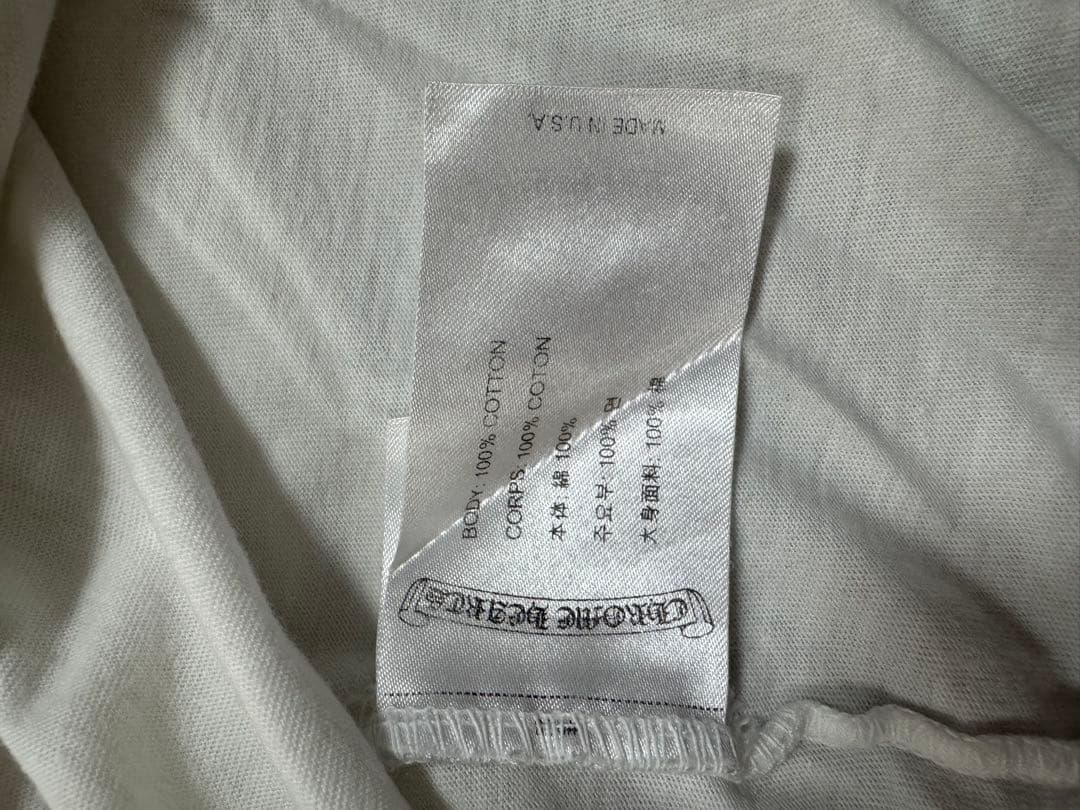 MADE IN U.S.A.
BODY: 100% COTTON
CORPS: 100% COTON
本体: 綿 100%
주요부: 100% 면
大身面料: 100% 棉
CHROME HEARTS